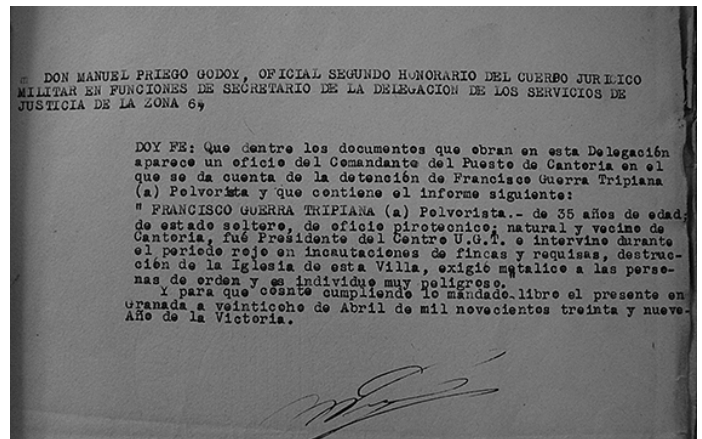 DON MANUEL PRIEGO GODOY, OFICIAL SEGUNDO HONORARIO DEL CUERPO JURIDICO
MILITAR EN FUNCIONES DE SECRETARIO DE LA DELEGACION DE LOS SERVICIOS DE
JUSTICIA DE LA ZONA 6,
DOY FE: Que dentre los documentos que obran en esta Delegación
aparece un oficio del Comandante del Puesto de Cantoria en el
que se da cuenta de la detención de Francisco Guerra Tripiana
(a) Polvorista y que contiene el informe siguiente:
" FRANCISCO GUERRA TRIPIANA (a) Polvorista.- de 35 años de edad;
de estado soltero, de oficio pirotecnico; natural y vecino de
Cantoria, fué Presidente del Centro U.G.T. e intervino durante
el periodo rojo en incautaciones de fincas y requisas, destruc-
ción de la Iglesia de esta Villa, exigió metalico a las perso-
nas de orden y es individuo muy peligroso.
Y para que cosnte cumpliendo lo mandado libro el presente en
Granada a veinticoho de Abril de mil novecientos treinta y nueve-
Año de la Victoria.